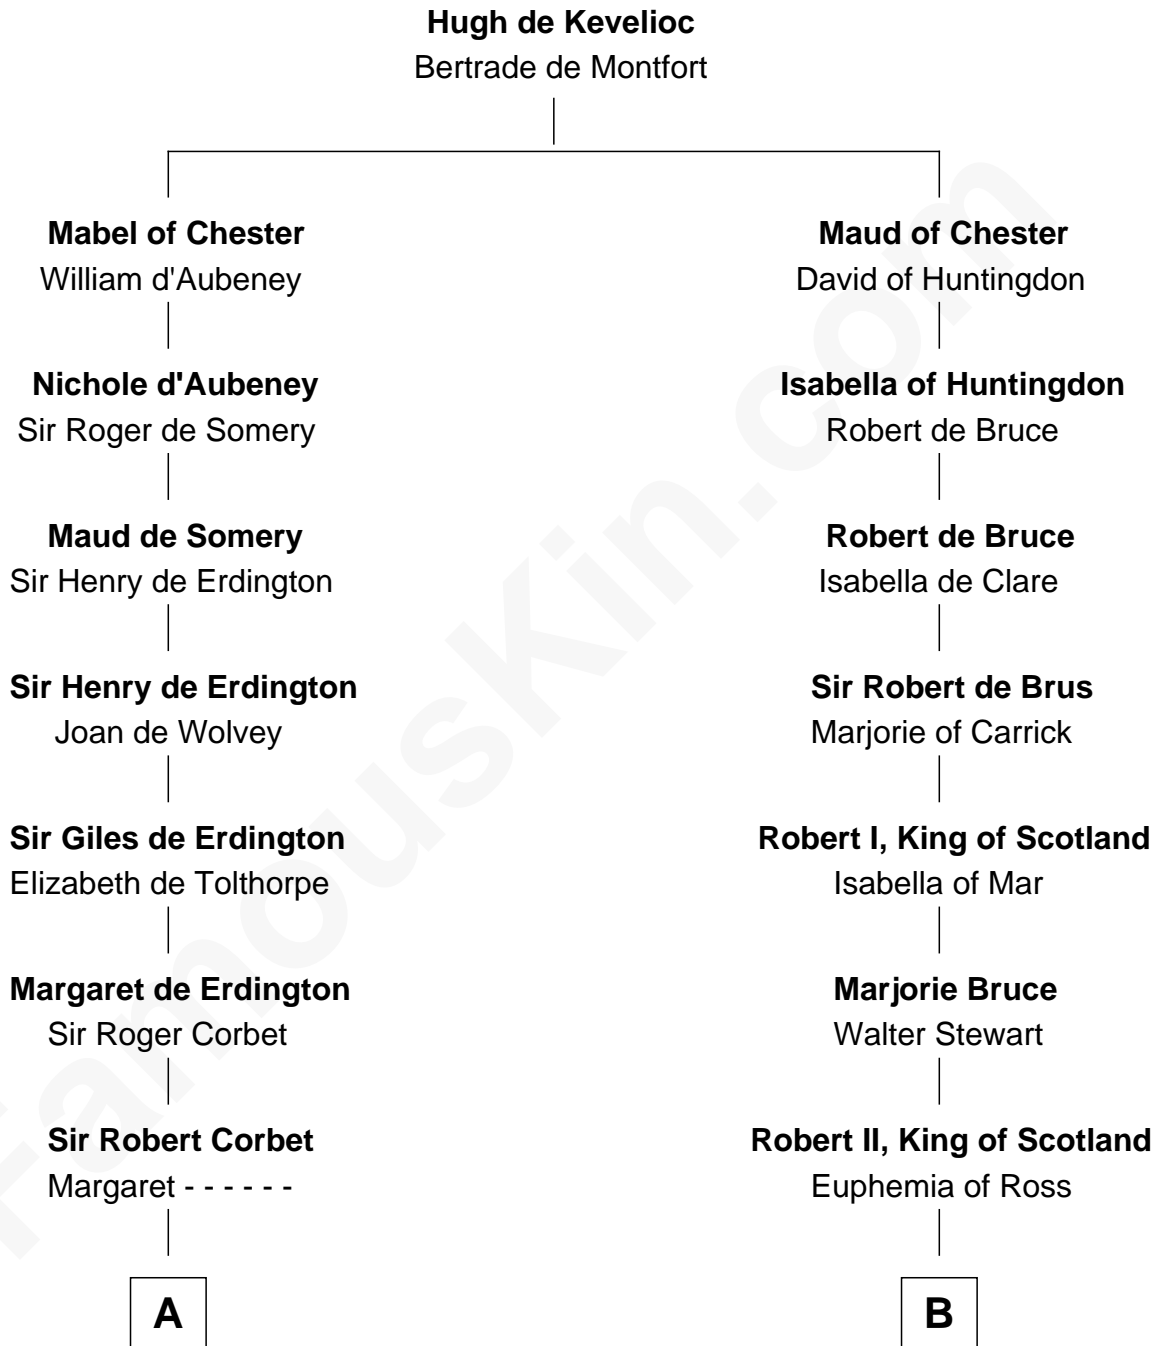 Hugh de Kevelioc
Bertrade de Montfort
Mabel of Chester
William d'Aubeney
Maud of Chester
David of Huntingdon
Nichole d'Aubeney
Sir Roger de Somery
Isabella of Huntingdon
Robert de Bruce
Maud de Somery
Sir Henry de Erdington
Robert de Bruce
Isabella de Clare
Sir Henry de Erdington
Joan de Wolvey
Sir Robert de Brus
Marjorie of Carrick
Sir Giles de Erdington
Elizabeth de Tolthorpe
Robert I, King of Scotland
Isabella of Mar
Margaret de Erdington
Sir Roger Corbet
Marjorie Bruce
Walter Stewart
Sir Robert Corbet
Margaret - - - - - -
Robert II, King of Scotland
Euphemia of Ross
A
B
FamousKin.com